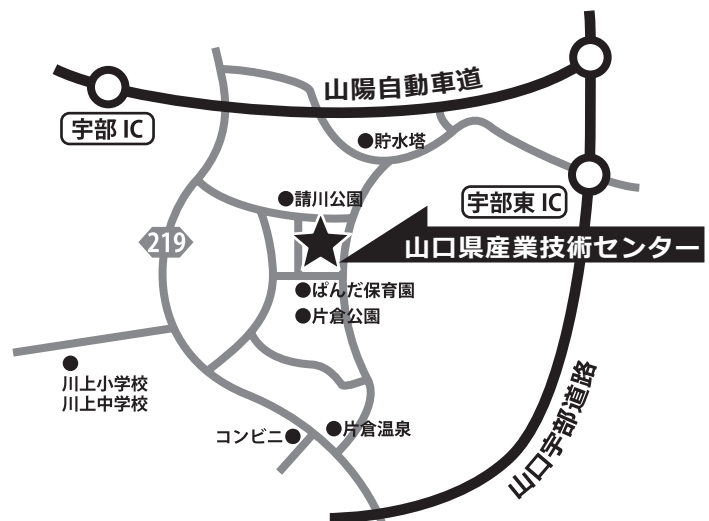 山陽自動車道
宇部 IC
貯水塔
請川公園
宇部東 IC
219
山口県産業技術センター
ぱんだ保育園
片倉公園
川上小学校
川上中学校
コンビニ
片倉温泉
山口宇部道路